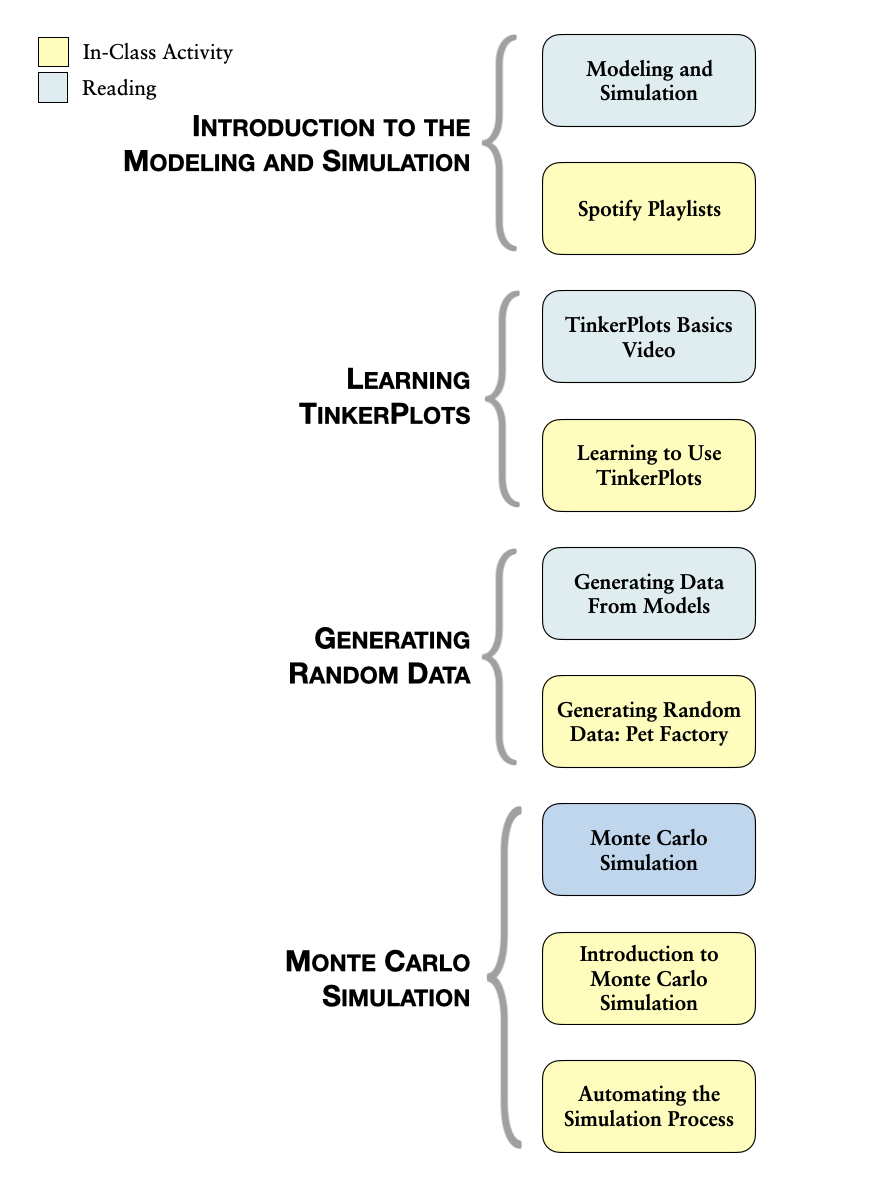 In-Class Activity
Reading
INTRODUCTION TO THE
MODELING AND SIMULATION
Modeling and
Simulation
Spotify Playlists
LEARNING
TINKERPLOTS
TinkerPlots Basics
Video
Learning to Use
TinkerPlots
GENERATING
RANDOM DATA
Generating Data
From Models
Generating Random
Data: Pet Factory
MONTE CARLO
SIMULATION
Monte Carlo
Simulation
Introduction to
Monte Carlo
Simulation
Automating the
Simulation Process